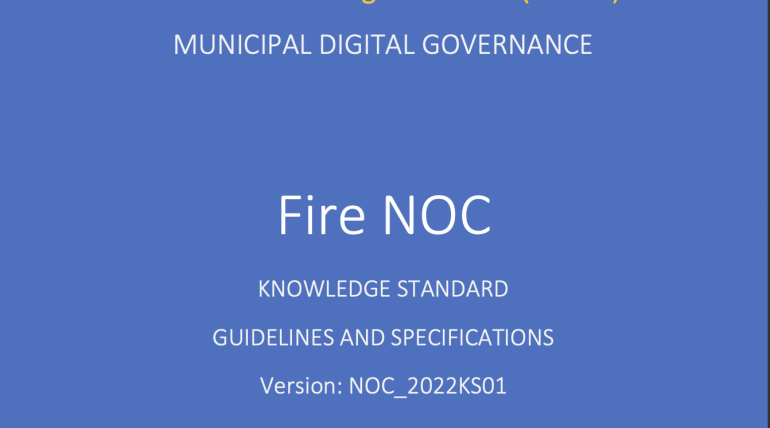 MUNICIPAL DIGITAL GOVERNANCE
Fire NOC
KNOWLEDGE STANDARD
GUIDELINES AND SPECIFICATIONS
Version: NOC_2022KS01